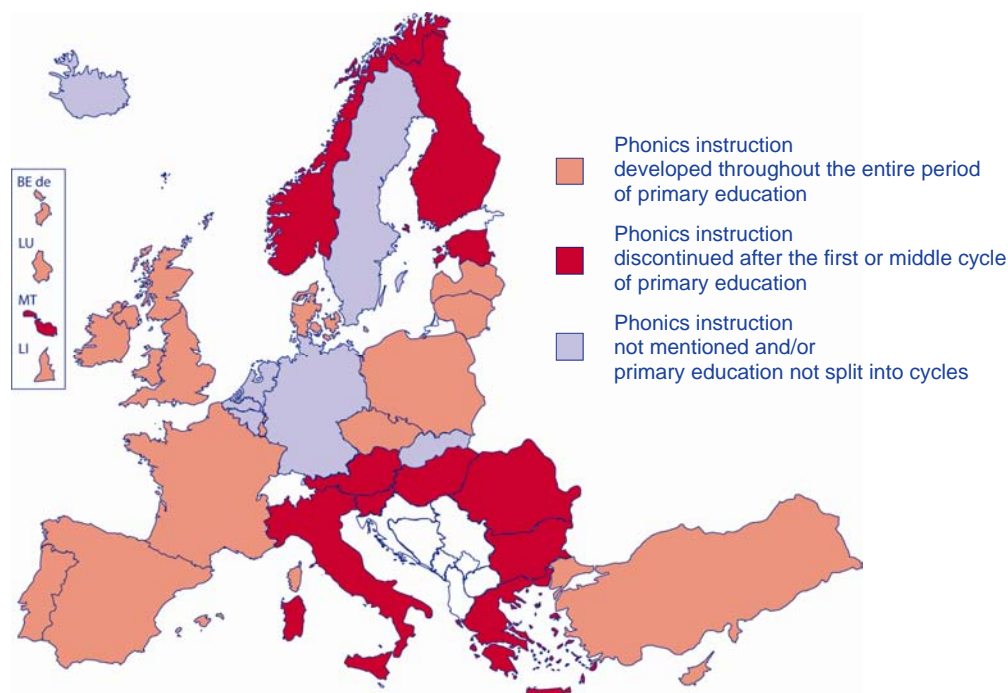 BE de
LU
MT
LI
Phonics instruction
developed throughout the entire period
of primary education
Phonics instruction
discontinued after the first or middle cycle
of primary education
Phonics instruction
not mentioned and/or
primary education not split into cycles